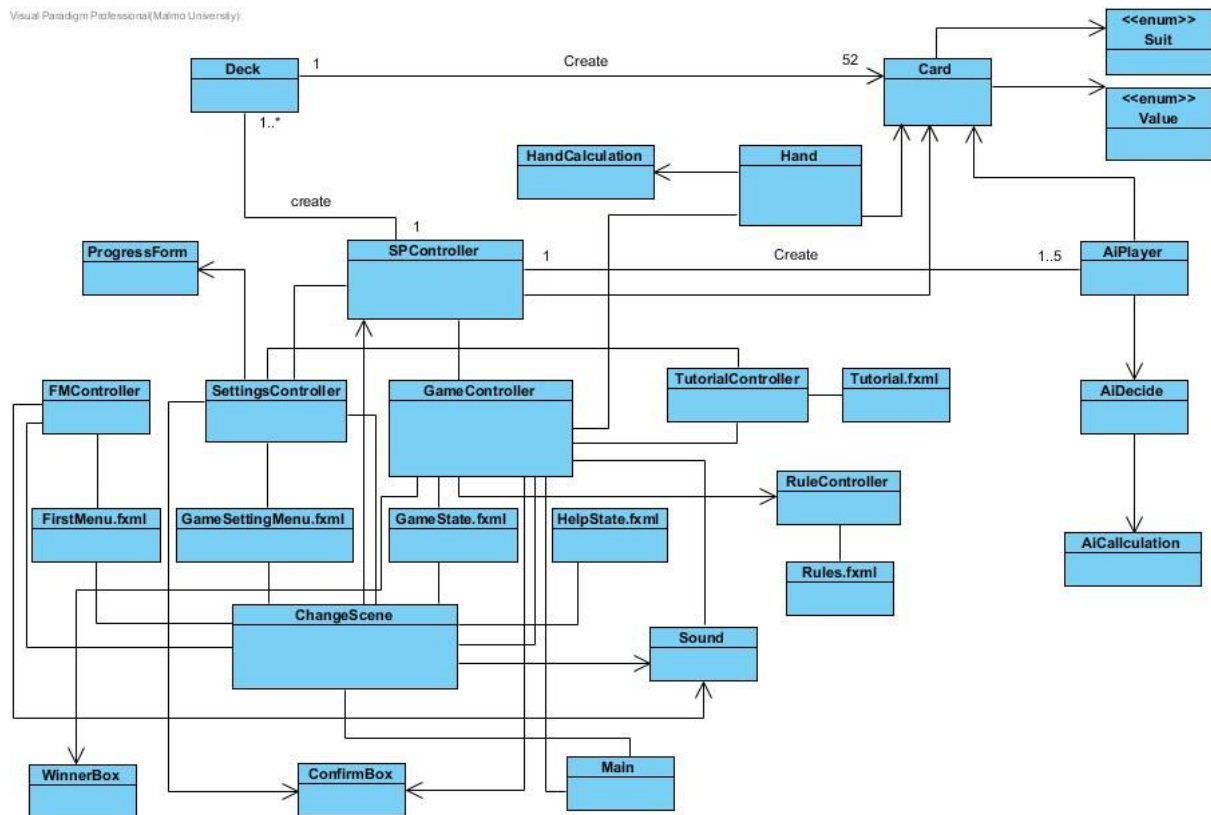 Visual Paradigm Professional(Malmo University)
<<enum>>
Suit
Deck
1
Create
52
Card
<<enum>>
Value
1..*
HandCalculation
Hand
create
1
ProgressForm
SPController
1
Create
1..5
AiPlayer
FMController
SettingsController
GameController
TutorialController
Tutorial.fxml
AiDecide
RuleController
FirstMenu.fxml
GameSettingMenu.fxml
GameState.fxml
HelpState.fxml
AiCallculation
Rules.fxml
ChangeScene
Sound
WinnerBox
ConfirmBox
Main